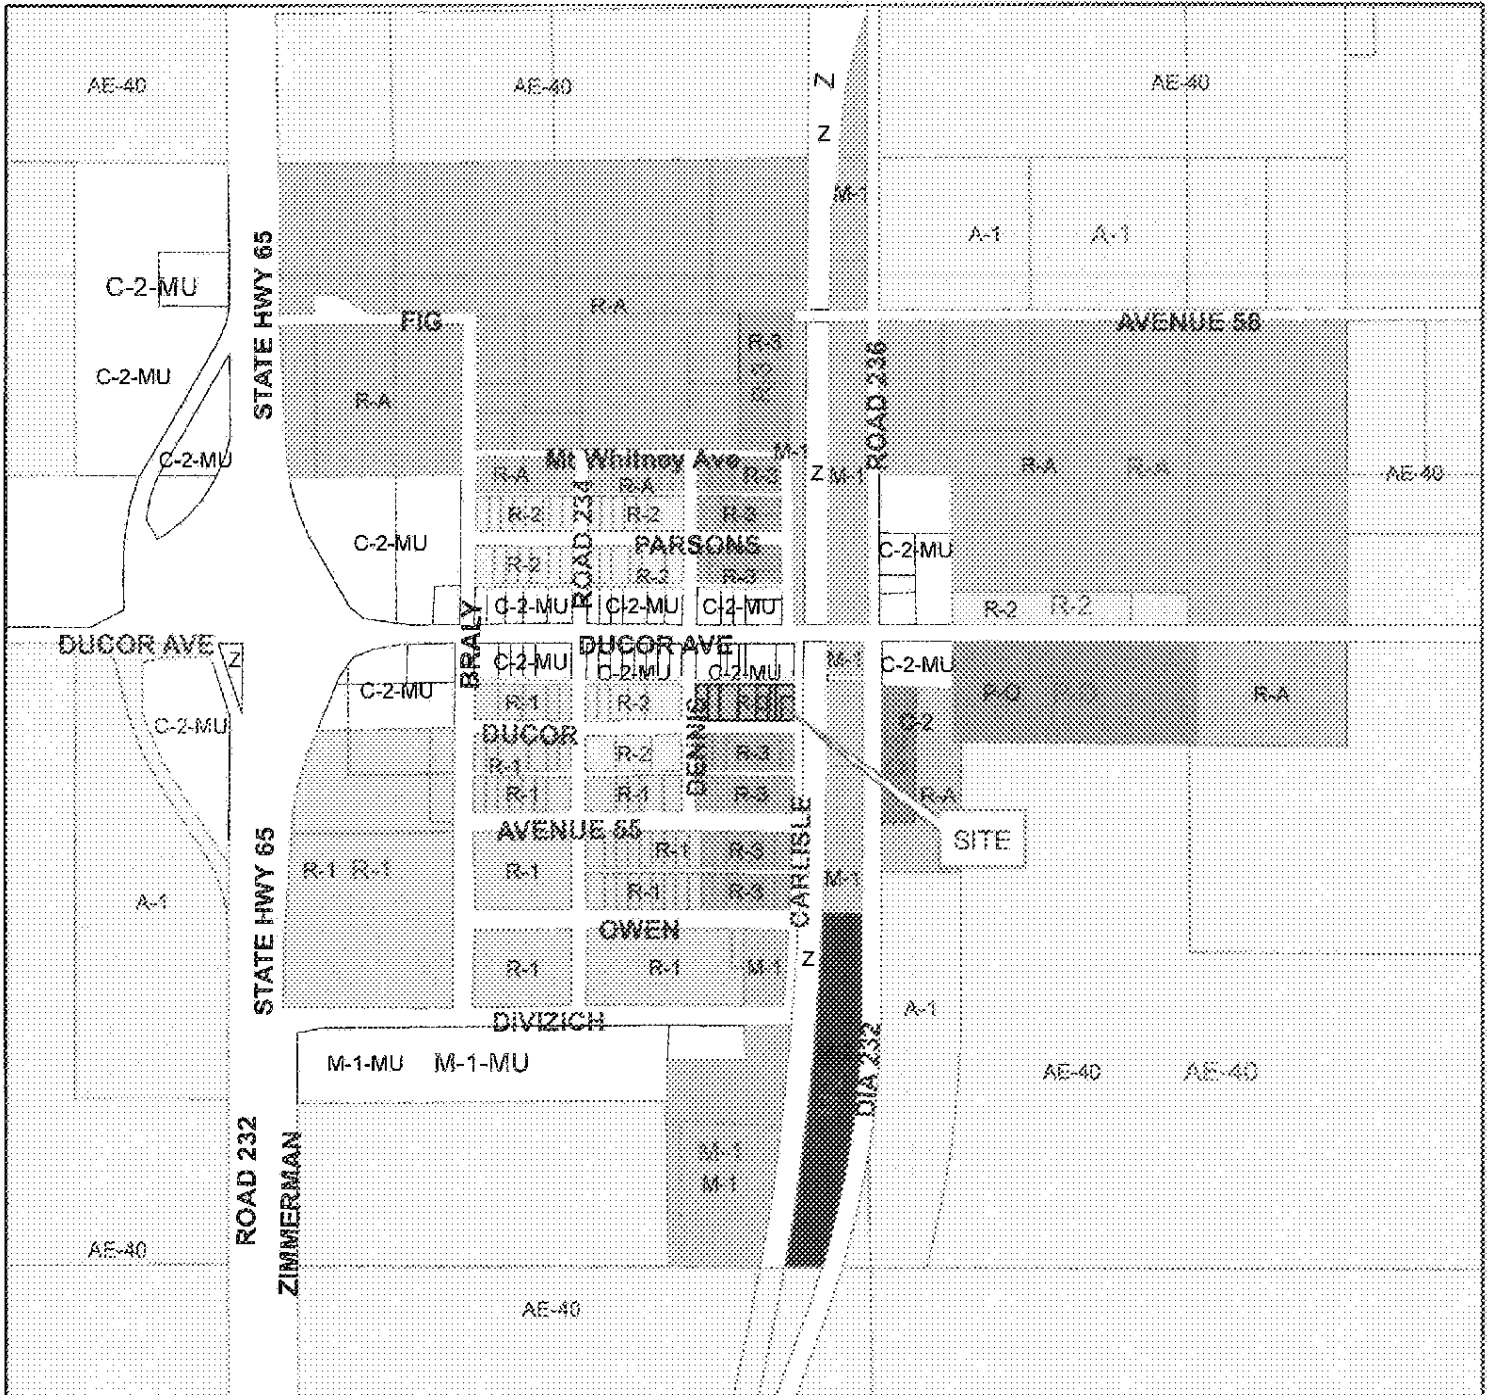 AE-40
AE-40
Z
AE-40
Z
M-1
A-1
A-1
STATE HWY 65
C-2-MU
R-A
FIG
AVENUE 56
R-3
ROAD 236
C-2-MU
R-A
C-2-MU
Mt Whitney Ave
M-1
R-A
R-A
R-3
Z
M-1
R-A
AE-40
ROAD 234
R-2
R-2
R-3
C-2-MU
PARSONS
C-2-MU
R-2
R-3
C-2-MU
C-2-MU
C-2-MU
R-2
R-2
BRALY
DUCOR AVE
DUCOR AVE
Z
C-2-MU
C-2-MU
C-2-MU
M-1
C-2-MU
C-2-MU
R-1
R-3
R-A
C-2-MU
DUCOR
DENNIS
R-1
R-2
R-3
R-1
R-3
R-A
CARLISLE
AVENUE 55
SITE
STATE HWY 65
R-1
R-1
R-1
R-1
R-3
M-1
A-1
R-1
R-3
OWEN
R-1
R-1
M-1
Z
A-1
DIVIZICH
M-1-MU
M-1-MU
DIA 232
AE-40
AE-40
ROAD 232
ZIMMERMAN
M-1
M-1
AE-40
AE-40